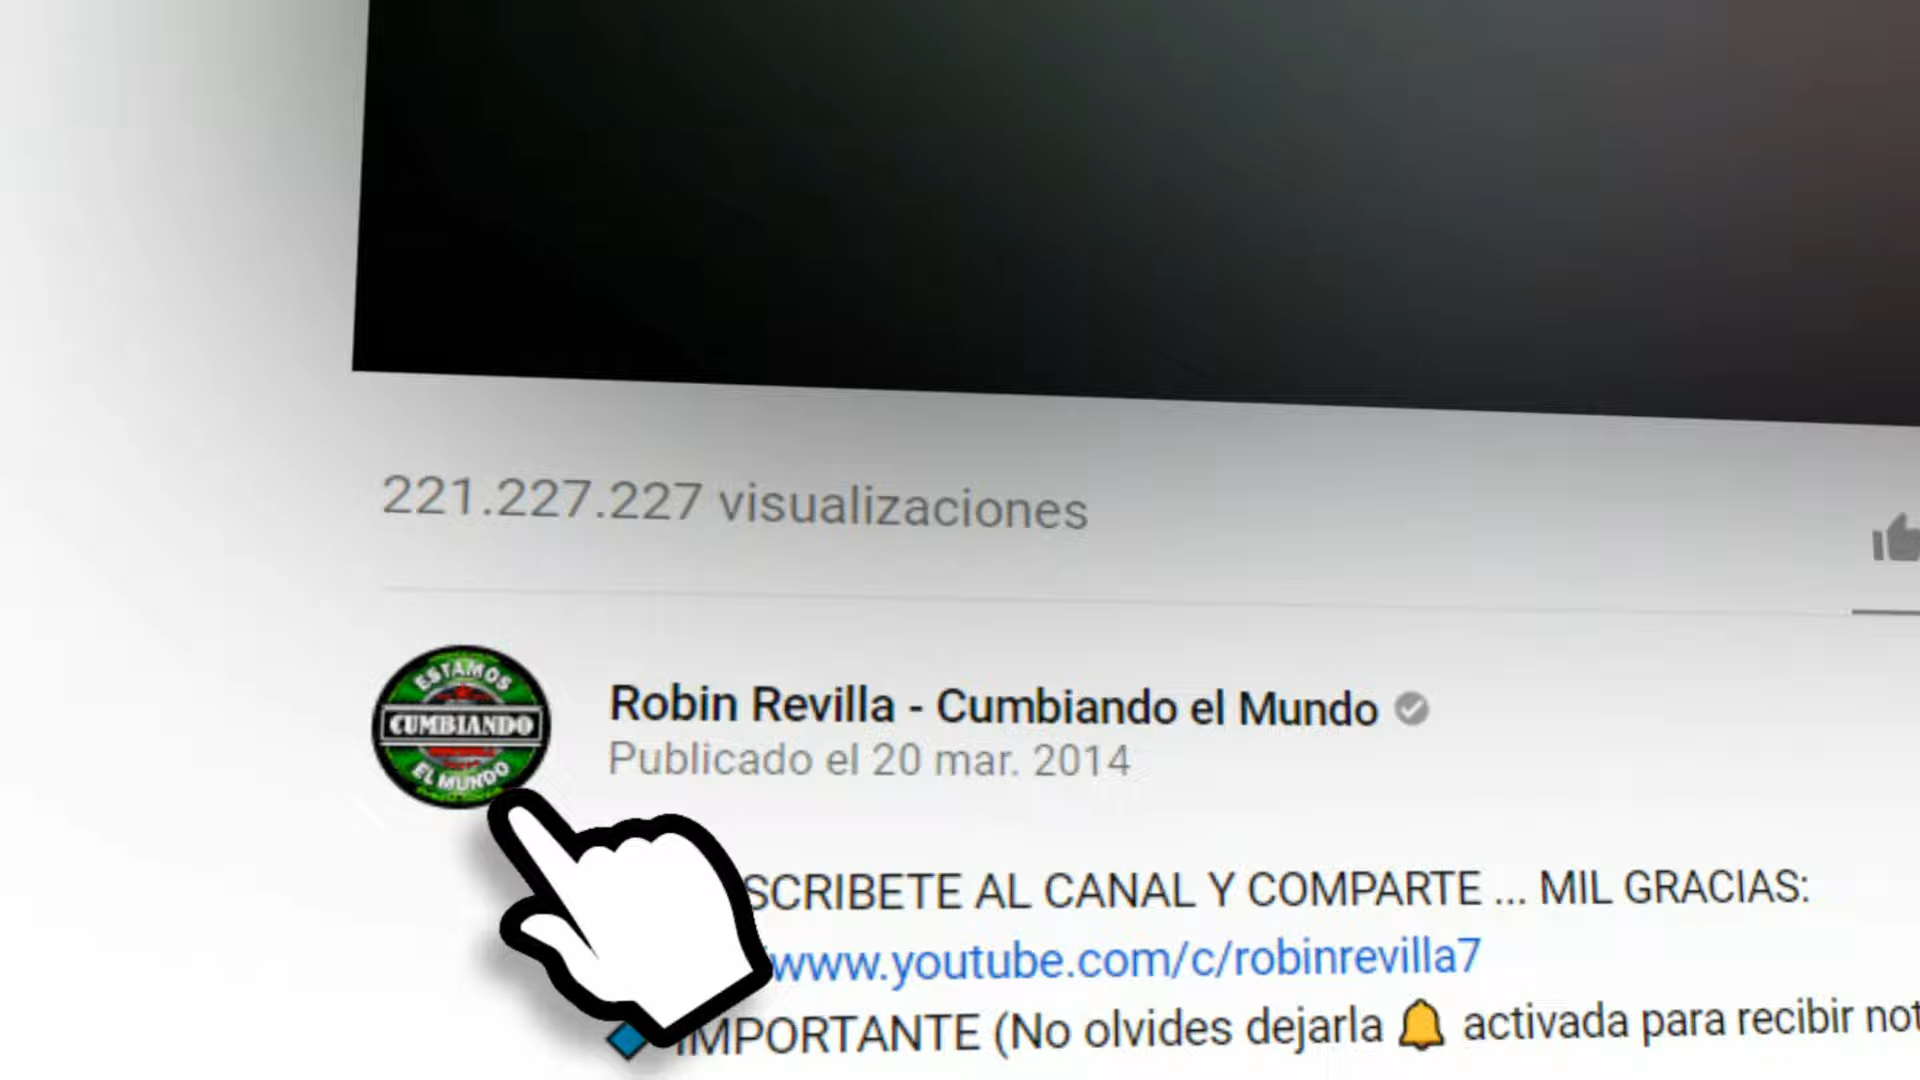 221.227.227 visualizaciones
ESTAMOS
CUMBIANDO
EL MUNDO
Robin Revilla - Cumbiando el Mundo
Publicado el 20 mar. 2014
SCRIBETE AL CANAL Y COMPARTE ... MIL GRACIAS:
www.youtube.com/c/robinrevilla7
IMPORTANTE (No olvides dejarla 🔔 activada para recibir not